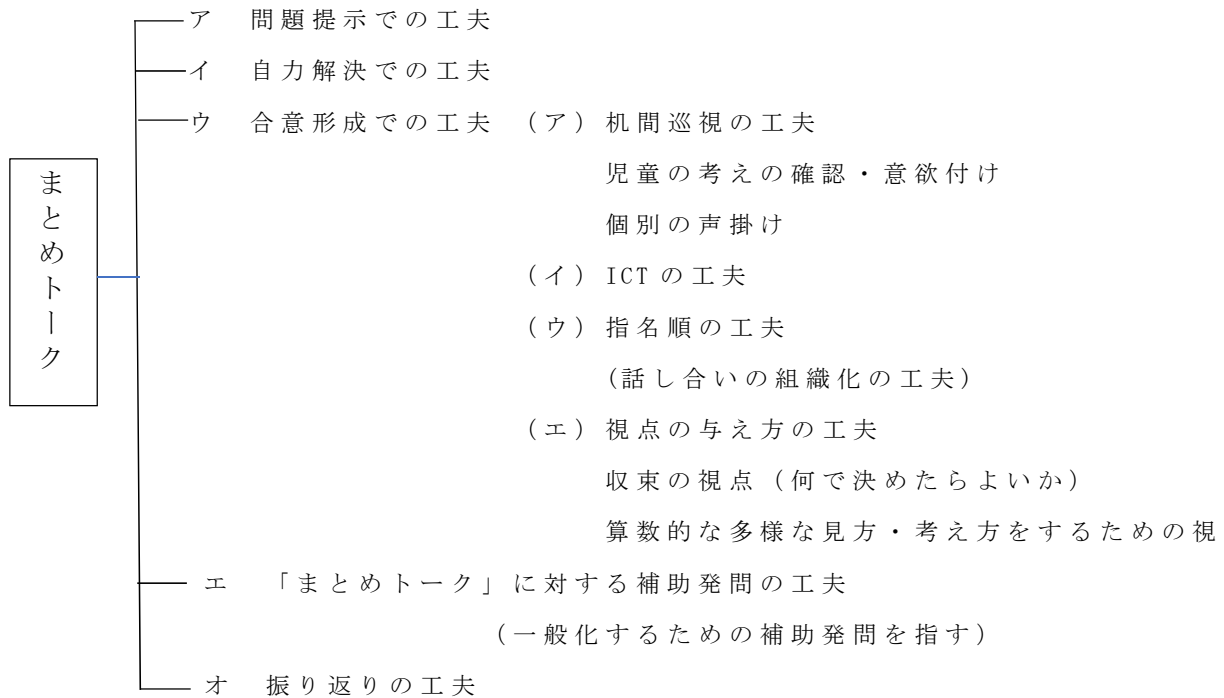 ア 問題提示での工夫
イ 自力解決での工夫
ウ 合意形成での工夫 (ア) 机間巡視の工夫
児童の考えの確認・意欲付け
個別の声掛け
まとめトーク
(イ) ICTの工夫
(ウ) 指名順の工夫
(話し合いの組織化の工夫)
(エ) 視点の与え方の工夫
収束の視点(何で決めたらよいか)
算数的な多様な見方・考え方をするための視
エ 「まとめトーク」に対する補助発問の工夫
(一般化するための補助発問を指す)
オ 振り返りの工夫